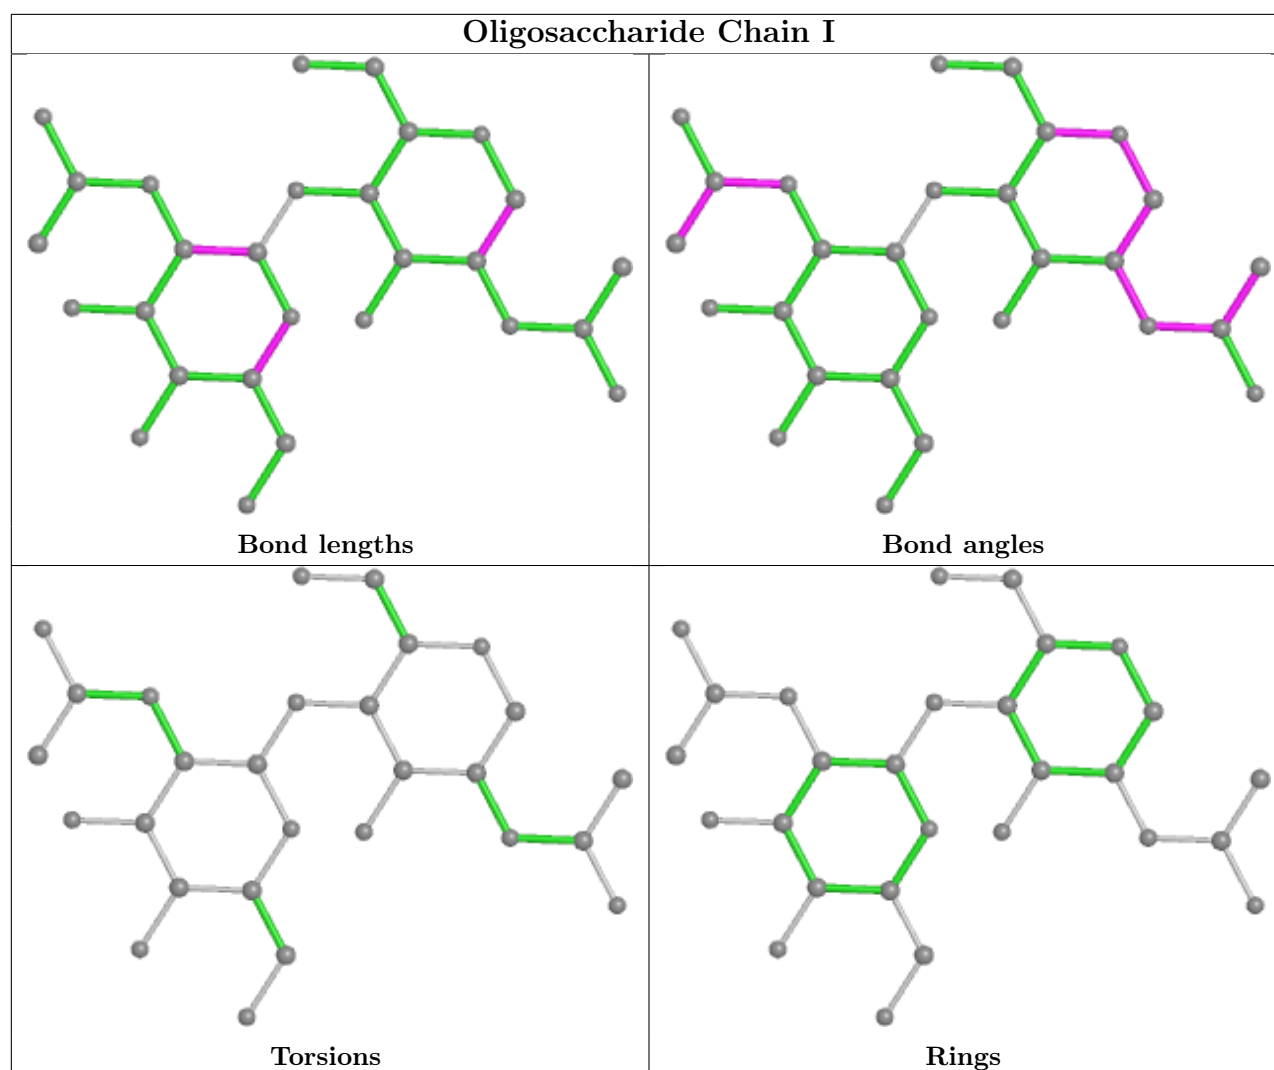 Oligosaccharide Chain I
Bond lengths
Bond angles
Torsions
Rings